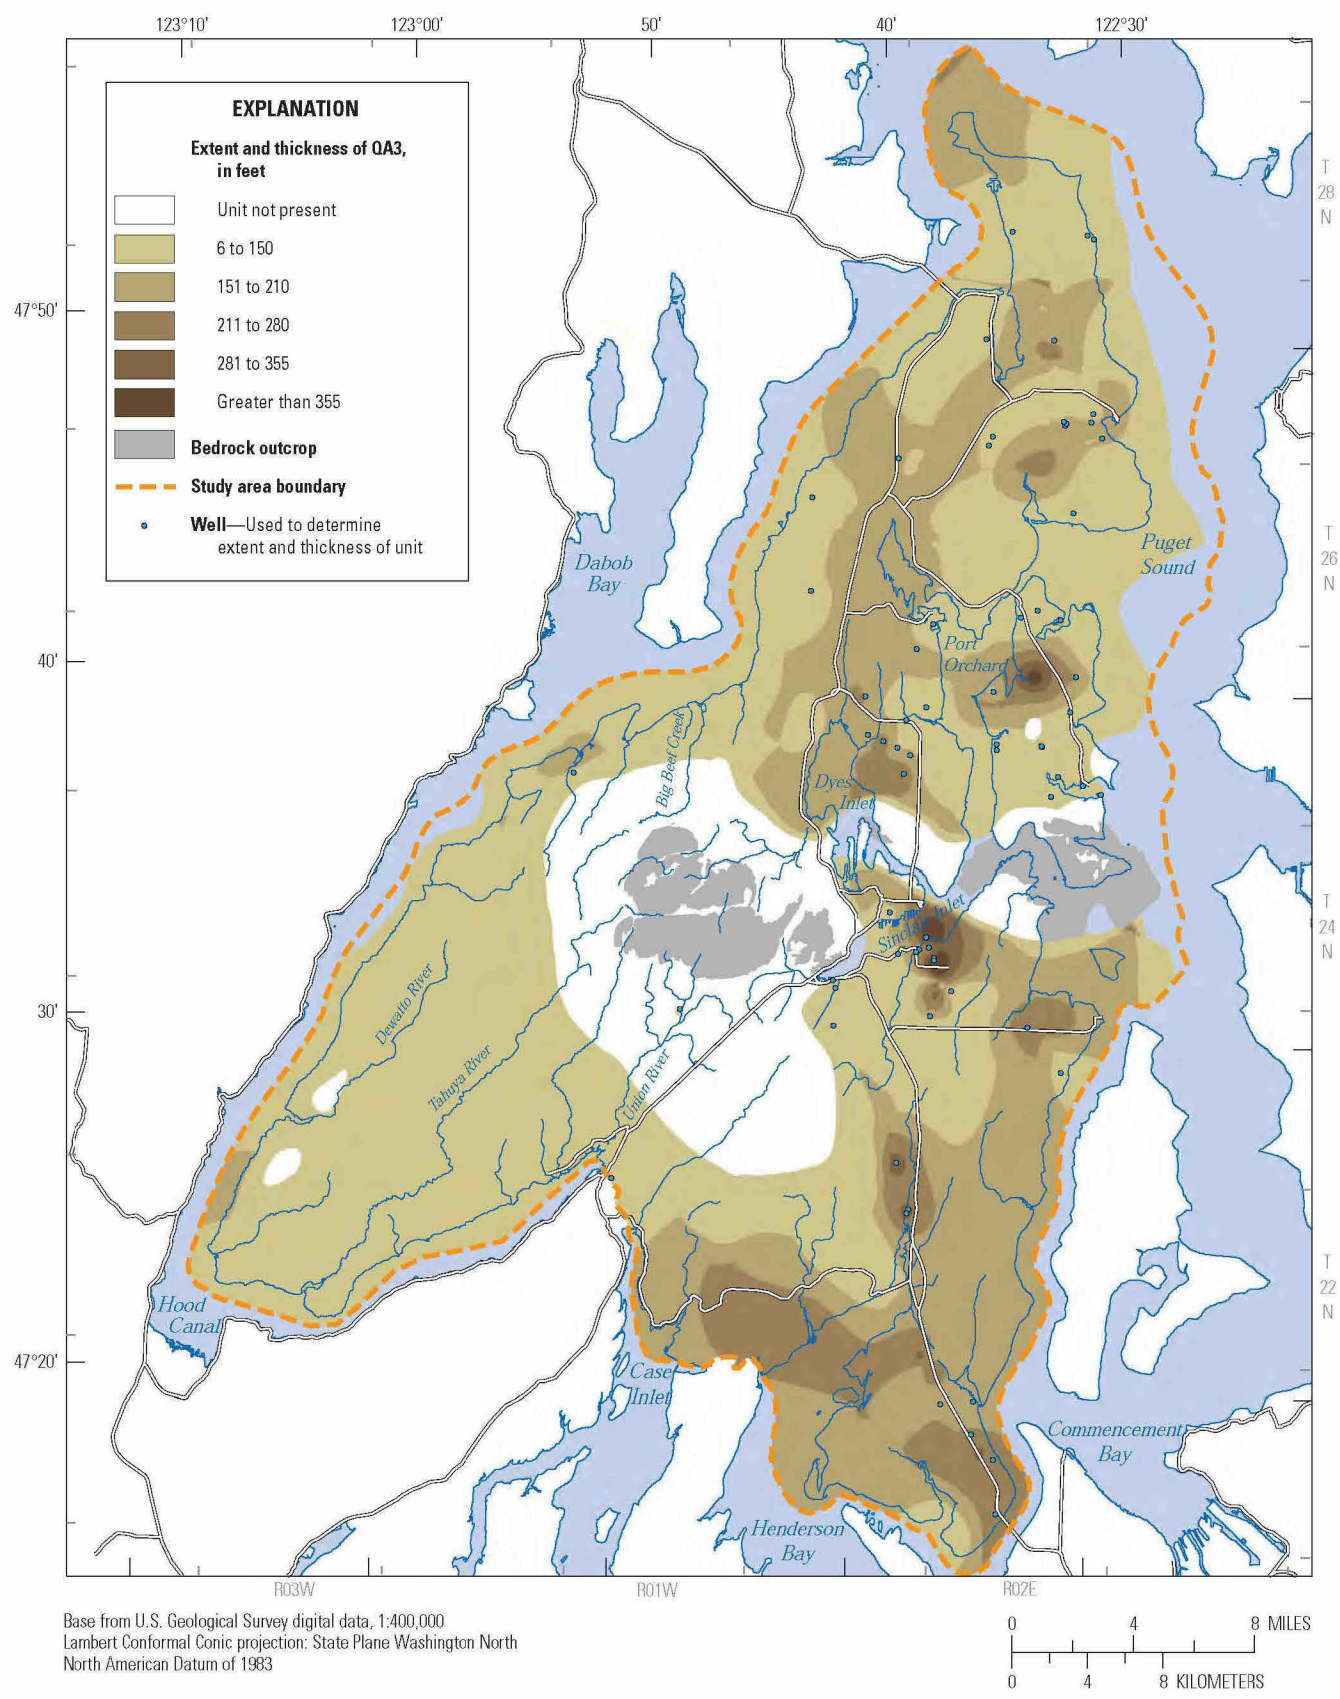 123°10'
123°00'
50'
40'
122°30'
EXPLANATION
Extent and thickness of QA3,
in feet
Unit not present
6 to 150
151 to 210
211 to 280
281 to 355
Greater than 355
Bedrock outcrop
Study area boundary
Well—Used to determine
extent and thickness of unit
T
28
N
47°50'
Dabob
Bay
Puget
Sound
T
26
N
40'
Port
Orchard
Big Beef Creek
Dyes
Inlet
Sinclair Inlet
T
24
N
Dewatto River
30'
Tahuya River
Union River
T
22
N
Hood
Canal
47°20'
Case
Inlet
Commencement
Bay
Henderson
Bay
R03W
R01W
R02E
Base from U.S. Geological Survey digital data, 1:400,000
Lambert Conformal Conic projection: State Plane Washington North
North American Datum of 1983
0 4 8 MILES
0 4 8 KILOMETERS